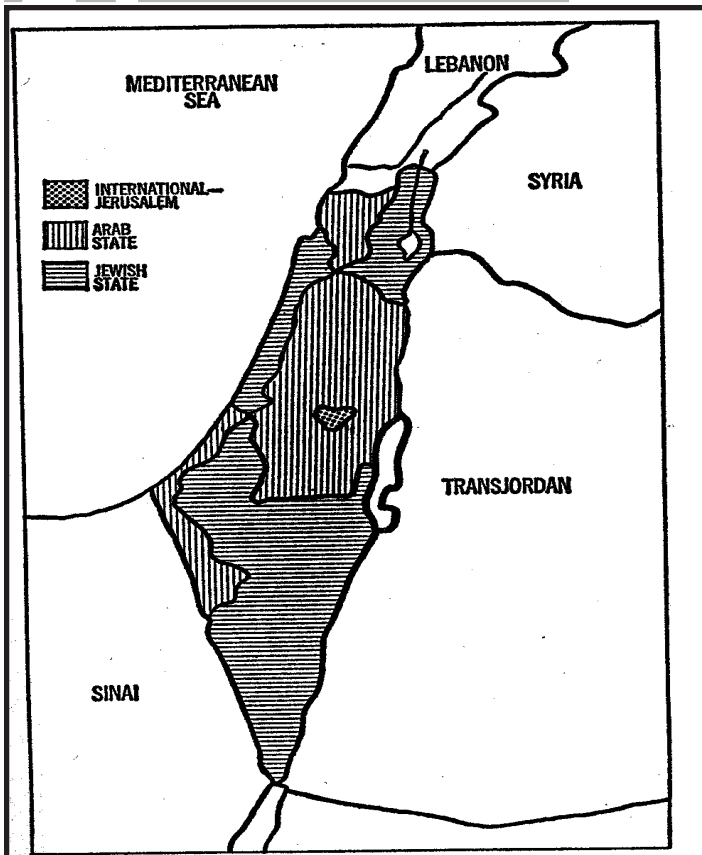 MEDITERRANEAN
SEA
LEBANON
SYRIA
INTERNATIONAL—
JERUSALEM
ARAB
STATE
JEWISH
STATE
TRANSJORDAN
SINAI